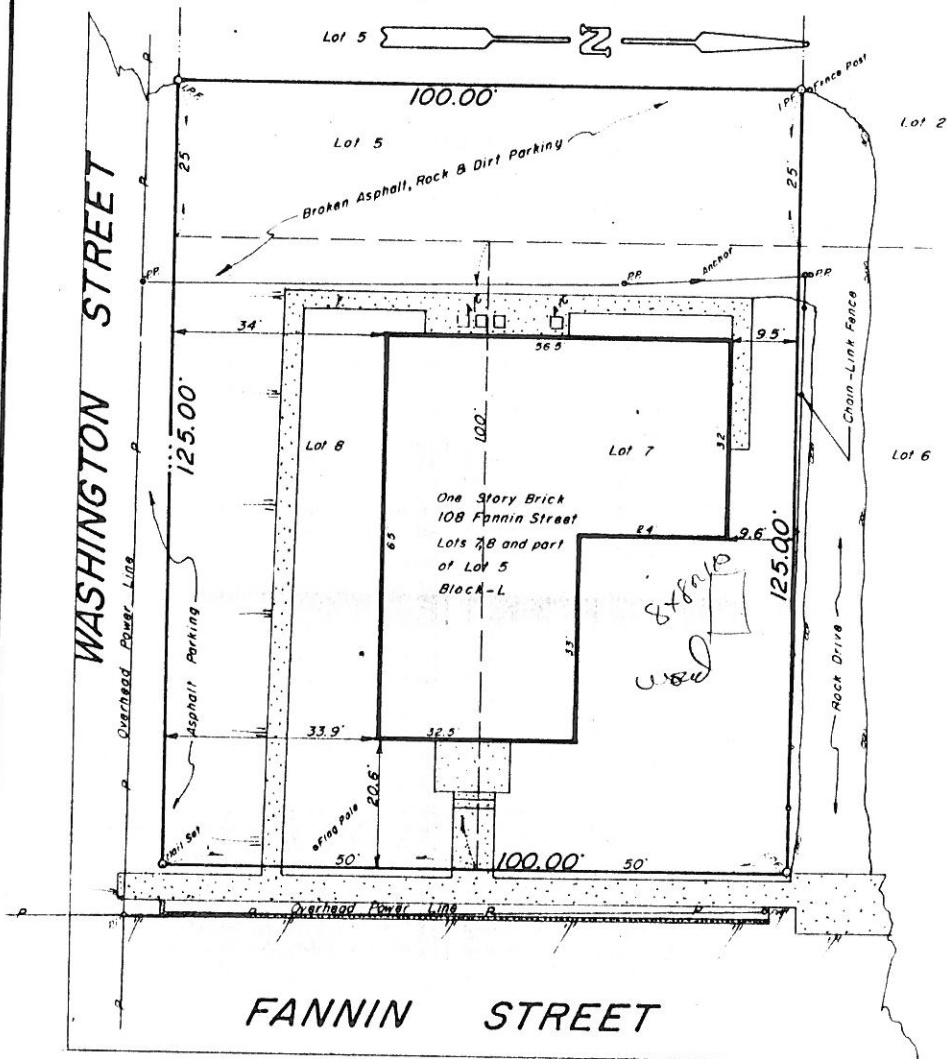 Lot 5
N
I.P.F.
100.00'
I.P.F.
Fence Post
Lot 2
Lot 5
25'
25'
Broken Asphalt, Rock & Dirt Parking
WASHINGTON STREET
P.P.
P.P.
Anchor
P.P.
34'
56.5
9.5'
125.00'
Lot 8
100'
Lot 7
32
Chain-Link Fence
Lot 6
One Story Brick
108 Fannin Street
Lots 7,8 and part
of Lot 5
Block-L
65
24
9.6'
125.00'
33
8x8
wood
Overhead Power Line
Asphalt Parking
Rock Drive
33.9'
32.5'
20.6'
Nail Set
Flag Pole
50'
100.00'
50'
Overhead Power Line
FANNIN STREET